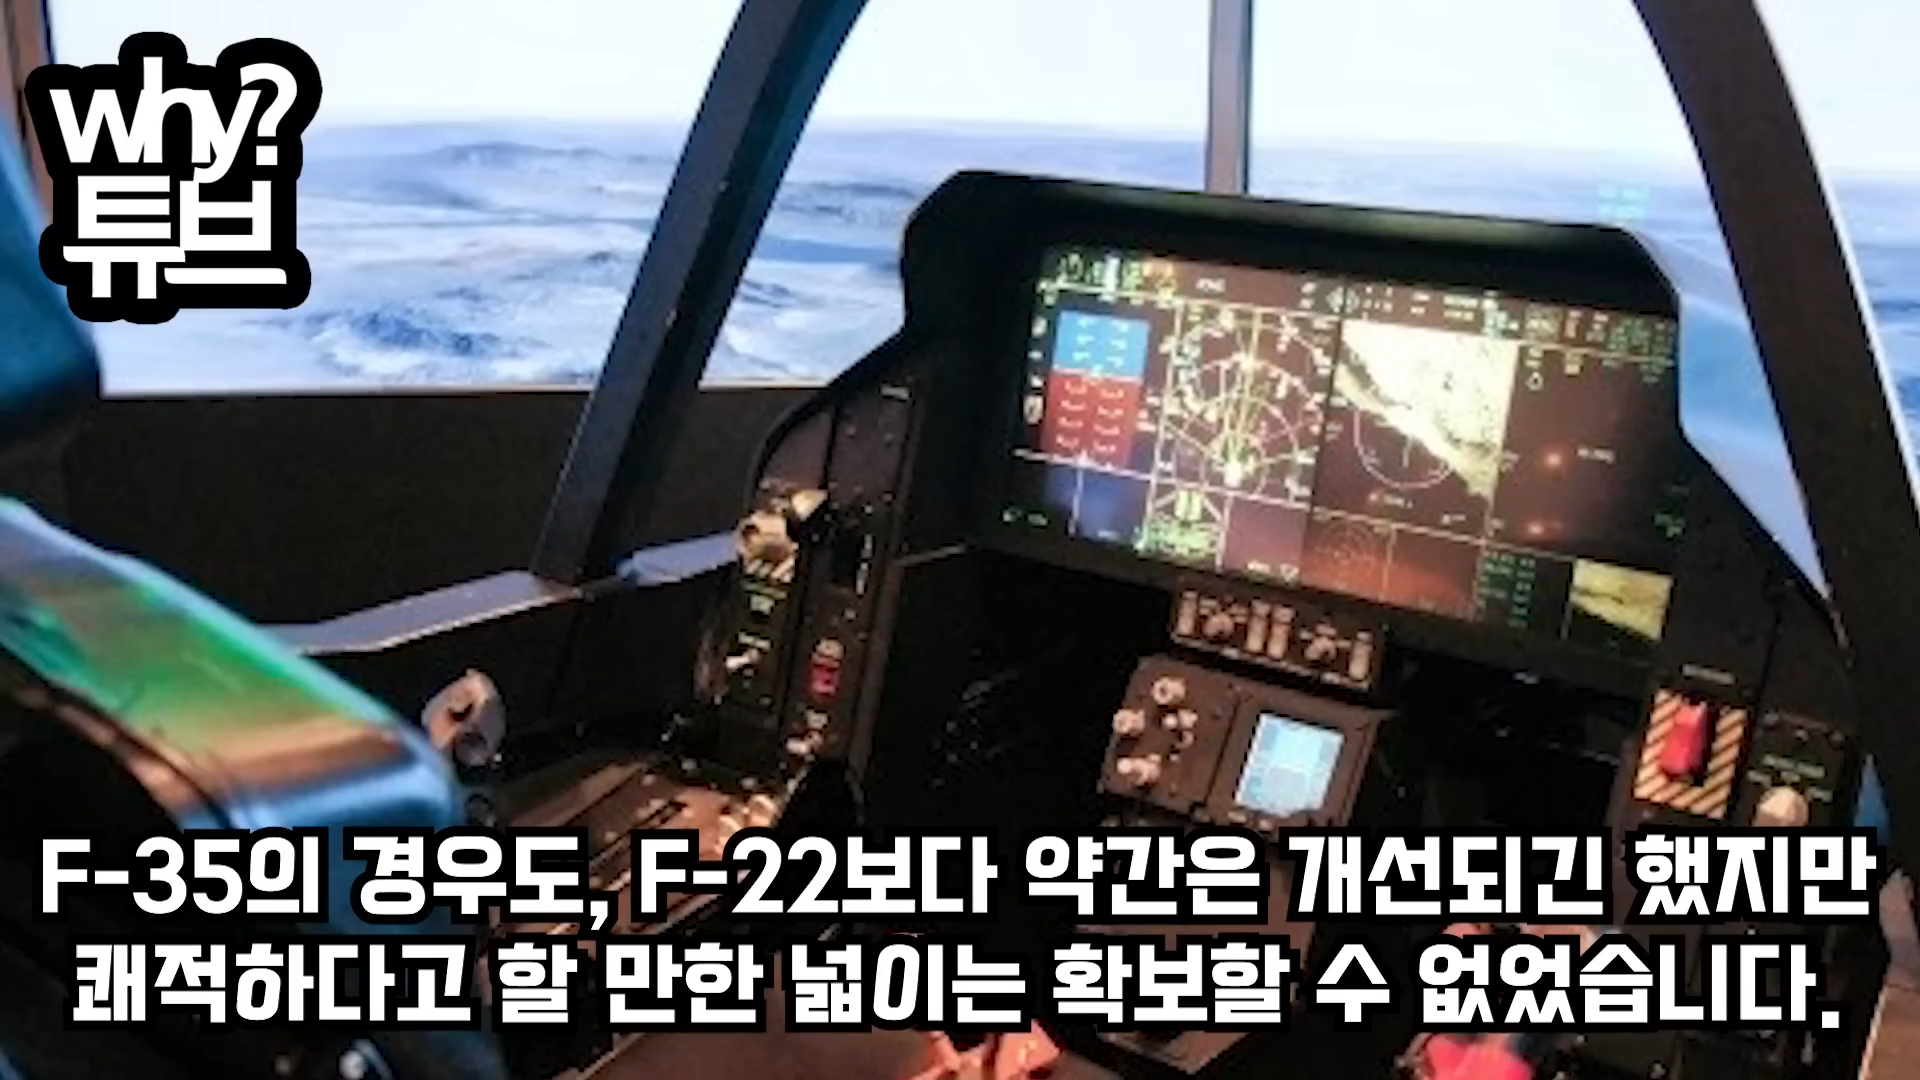 why?
튜브
F-35의 경우도, F-22보다 약간은 개선되긴 했지만
쾌적하다고 할 만한 넓이는 확보할 수 없었습니다.